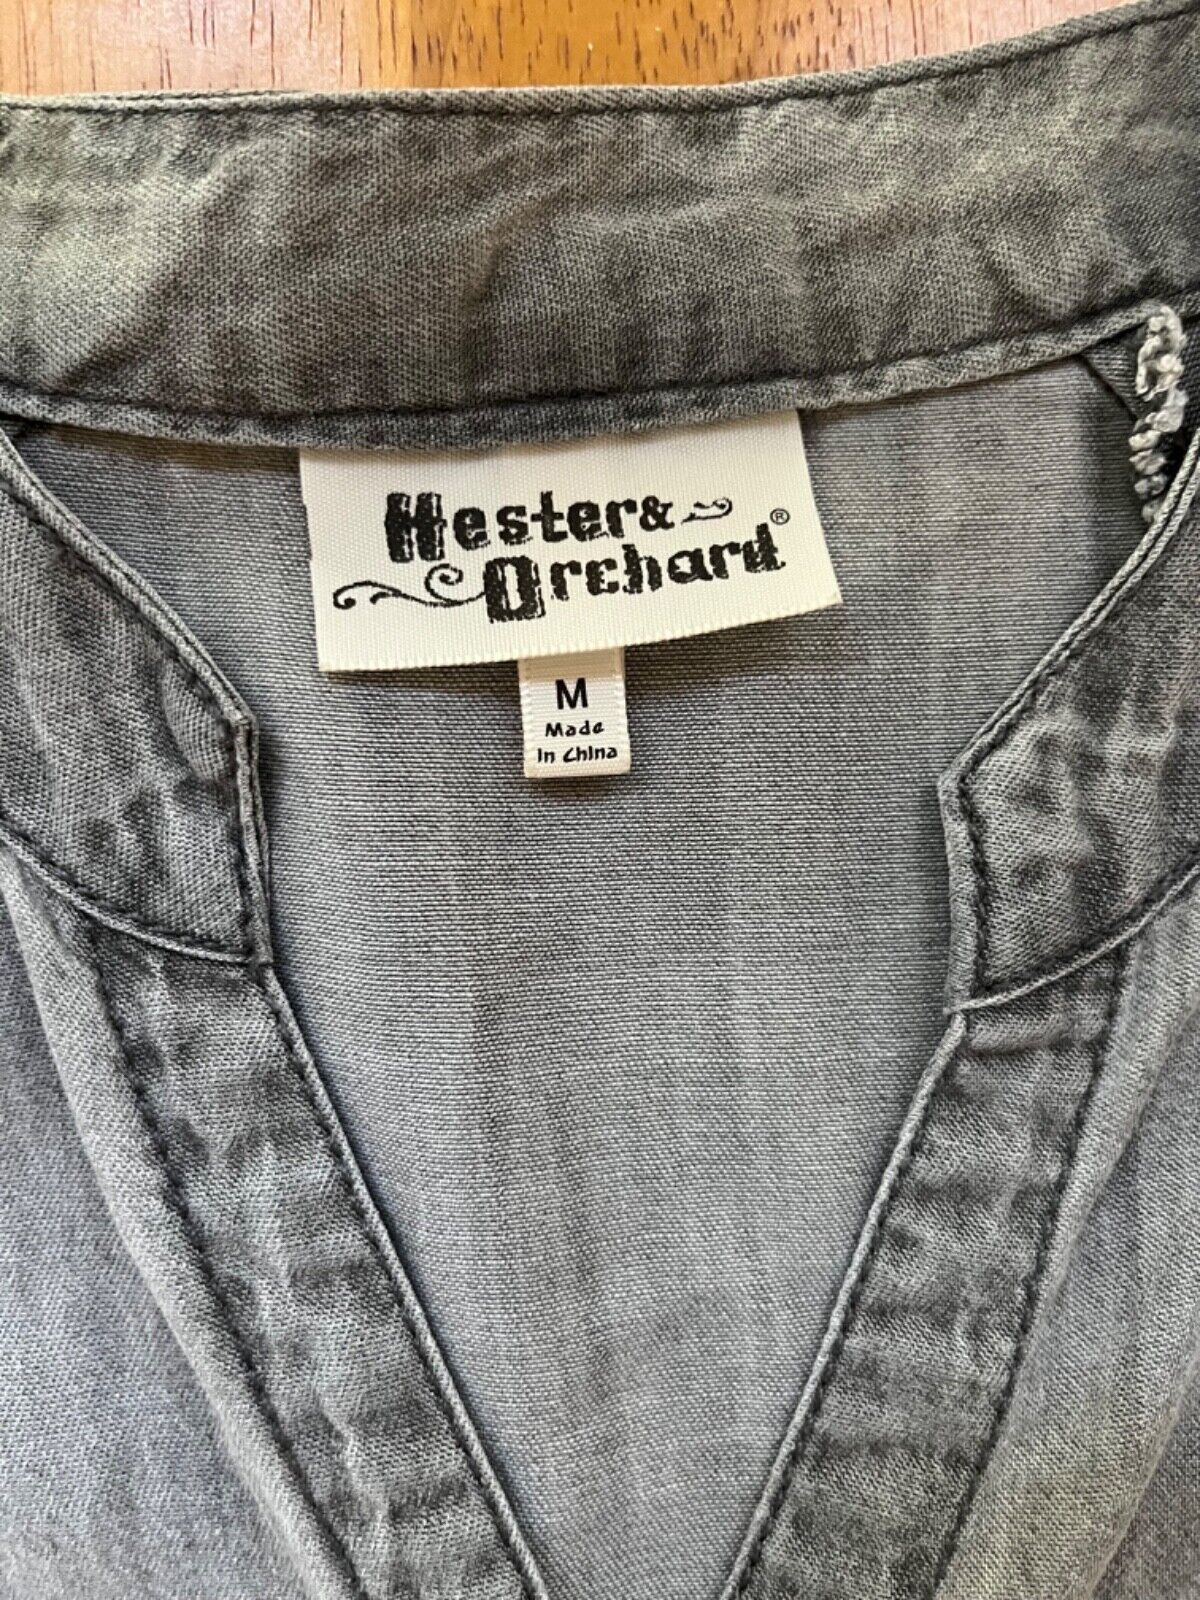 Hester&
Orchard®
M
Made
in China